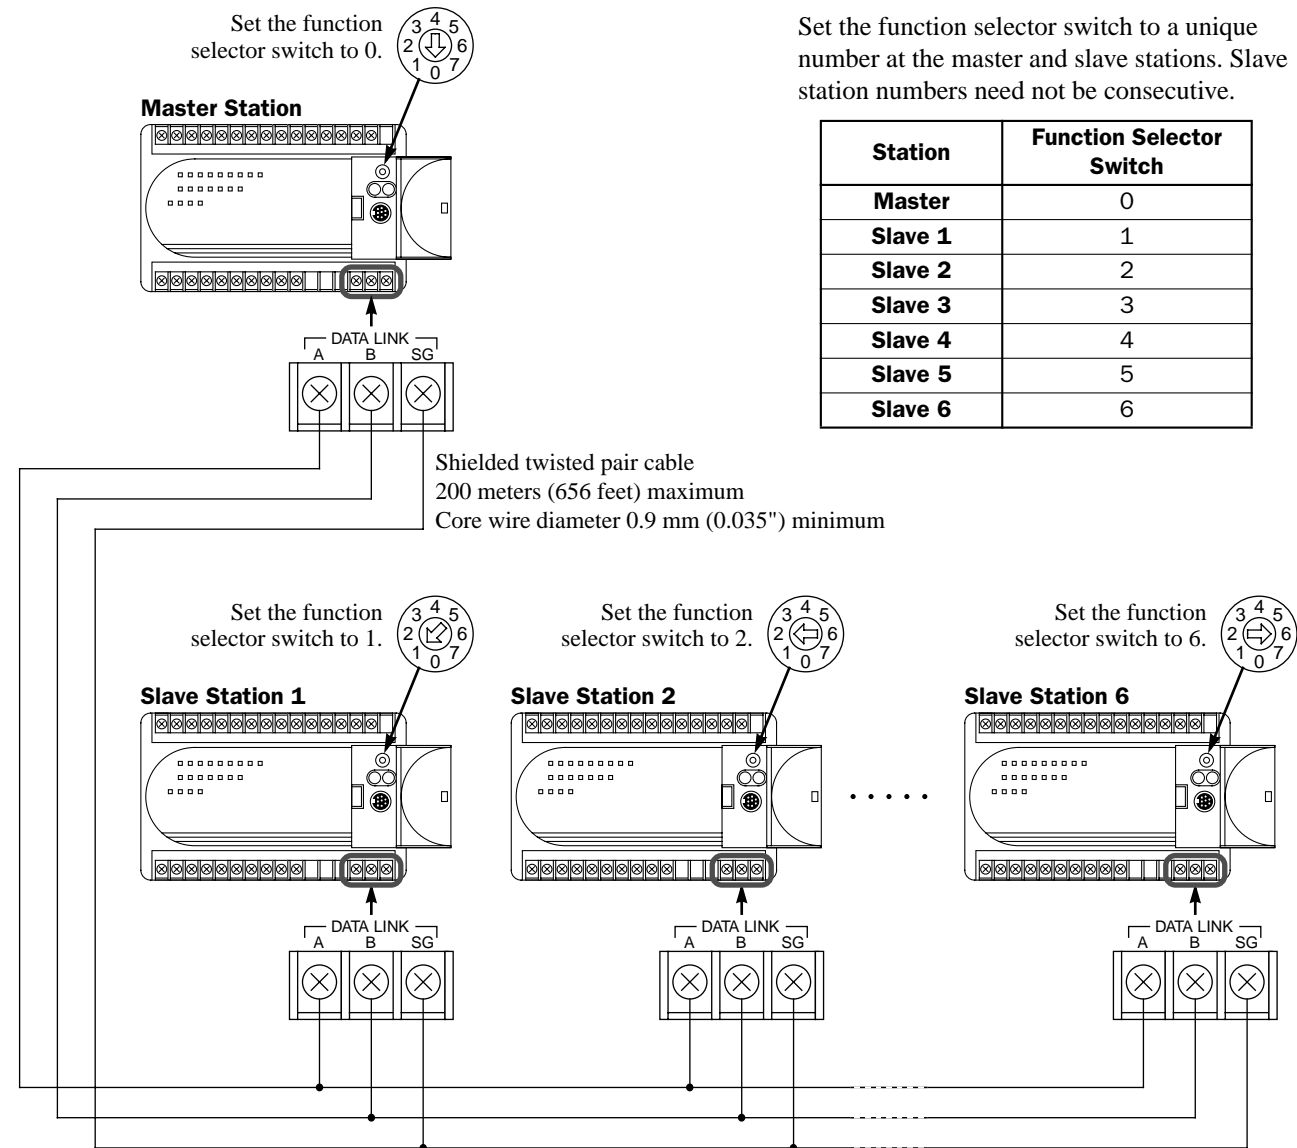 Set the function
selector switch to 0.
3 4 5
2 6
1 0 7
Set the function selector switch to a unique
number at the master and slave stations. Slave
station numbers need not be consecutive.
Master Station
Station Function Selector Switch
Master 0
Slave 1 1
Slave 2 2
Slave 3 3
Slave 4 4
Slave 5 5
Slave 6 6
DATA LINK
A B SG
Shielded twisted pair cable
200 meters (656 feet) maximum
Core wire diameter 0.9 mm (0.035") minimum
Set the function
selector switch to 1.
3 4 5
2 6
1 0 7
Slave Station 1
DATA LINK
A B SG
Set the function
selector switch to 2.
3 4 5
2 6
1 0 7
Slave Station 2
DATA LINK
A B SG
. . . . .
Set the function
selector switch to 6.
3 4 5
2 6
1 0 7
Slave Station 6
DATA LINK
A B SG